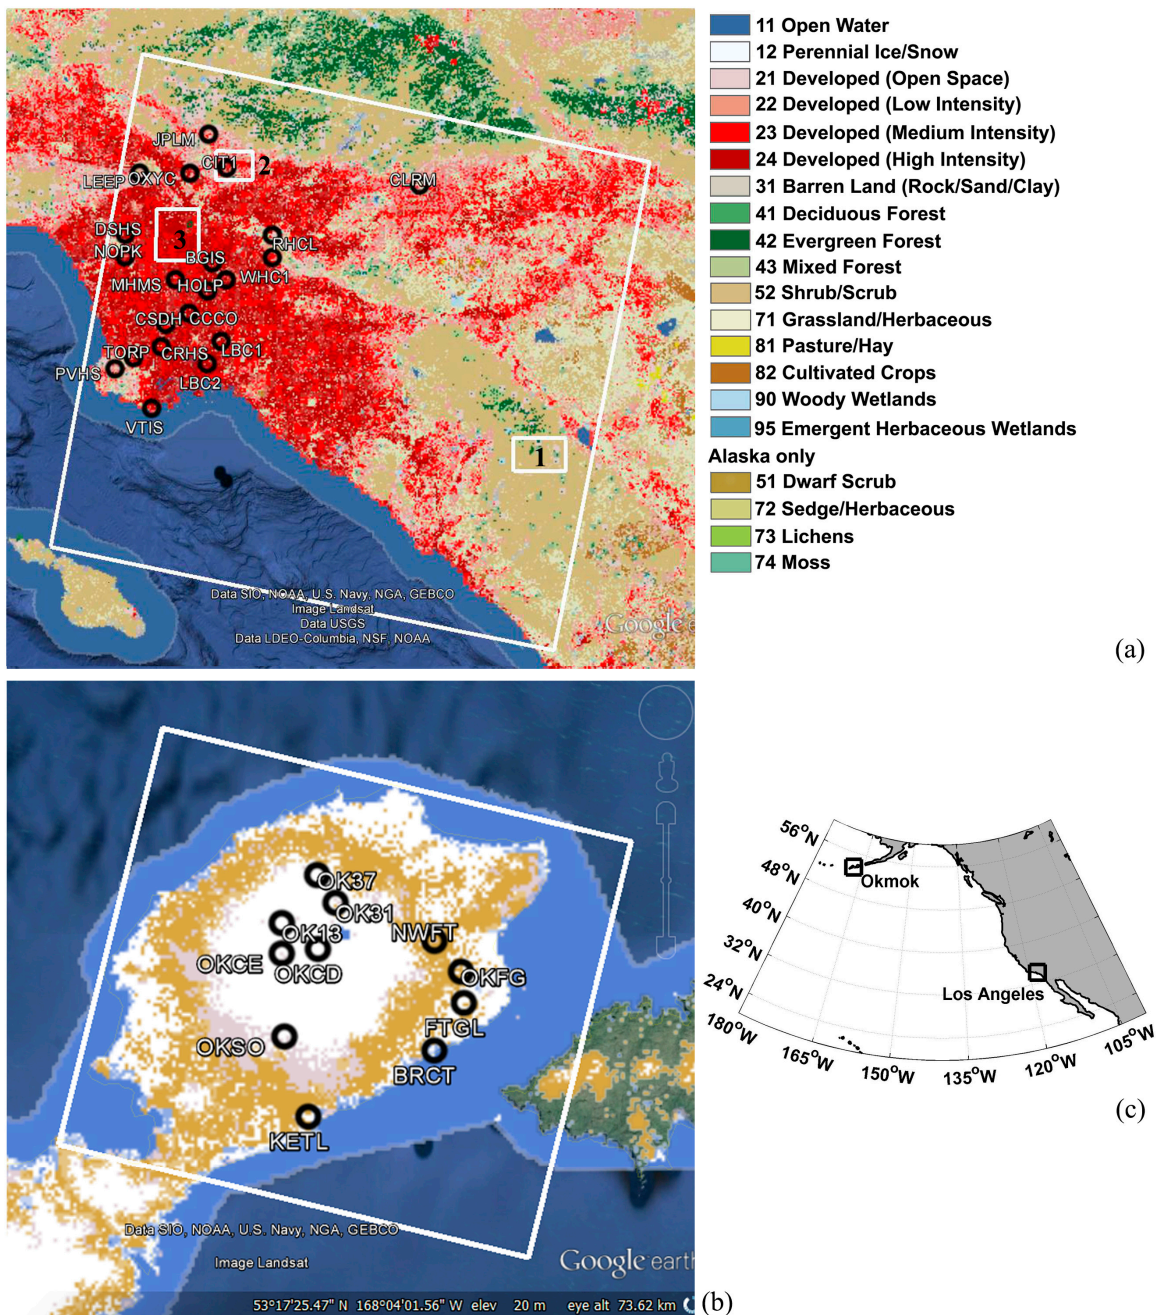 JPLM
CIT1
2
LEEP
OXYC
CLRM
DSHS
3
NOPK
RHCL
BGIS
MHMS
HOLP
WHC1
CSDH
CCCO
TORP
CRHS
LBC1
PVHS
LBC2
VTIS
1
Data SIO, NOAA, U.S. Navy, NGA, GEBCO
Image Landsat
Data USGS
Data LDEO-Columbia, NSF, NOAA
Google e
11 Open Water
12 Perennial Ice/Snow
21 Developed (Open Space)
22 Developed (Low Intensity)
23 Developed (Medium Intensity)
24 Developed (High Intensity)
31 Barren Land (Rock/Sand/Clay)
41 Deciduous Forest
42 Evergreen Forest
43 Mixed Forest
52 Shrub/Scrub
71 Grassland/Herbaceous
81 Pasture/Hay
82 Cultivated Crops
90 Woody Wetlands
95 Emergent Herbaceous Wetlands
Alaska only
51 Dwarf Scrub
72 Sedge/Herbaceous
73 Lichens
74 Moss
(a)
OK37
OK31
OK13
NWFT
OKCE
OKCD
OKFG
FTGL
OKSO
BRCT
KETL
Data SIO, NOAA, U.S. Navy, NGA, GEBCO
Image Landsat
Google earth
53°17'25.47" N 168°04'01.56" W elev 20 m eye alt 73.62 km
(b)
56°N
48°N
40°N
32°N
24°N
180°W
165°W
150°W
135°W
120°W
105°W
Okmok
Los Angeles
(c)